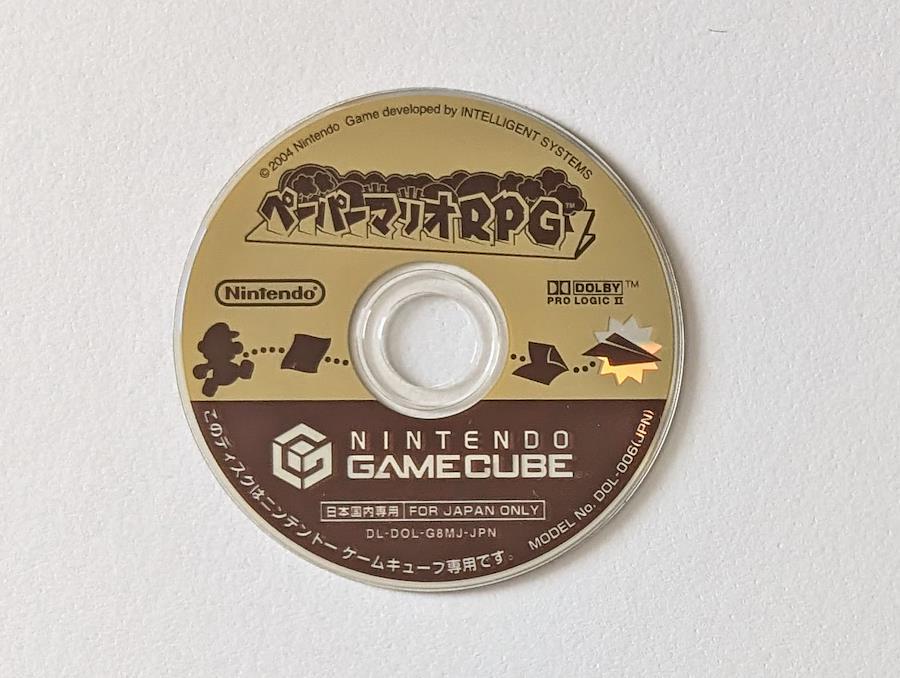 © 2004 Nintendo Game developed by INTELLIGENT SYSTEMS
ペーパーマリオRPG™
Nintendo®
DOLBY™
PRO LOGIC II
NINTENDO
GAMECUBE
日本国内専用 FOR JAPAN ONLY
DL-DOL-G8MJ-JPN
このディスクはニンテンドー ゲームキューブ専用です。
MODEL No. DOL-006(JPN)